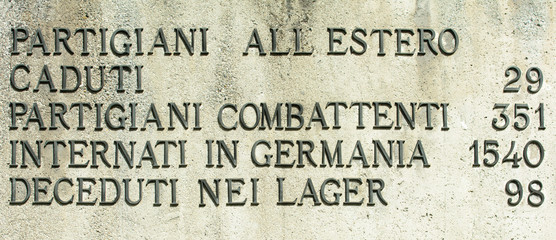 PARTIGIANI ALL ESTERO
CADUTI 29
PARTIGIANI COMBATTENTI 351
INTERNATI IN GERMANIA 1540
DECEDUTI NEI LAGER 98